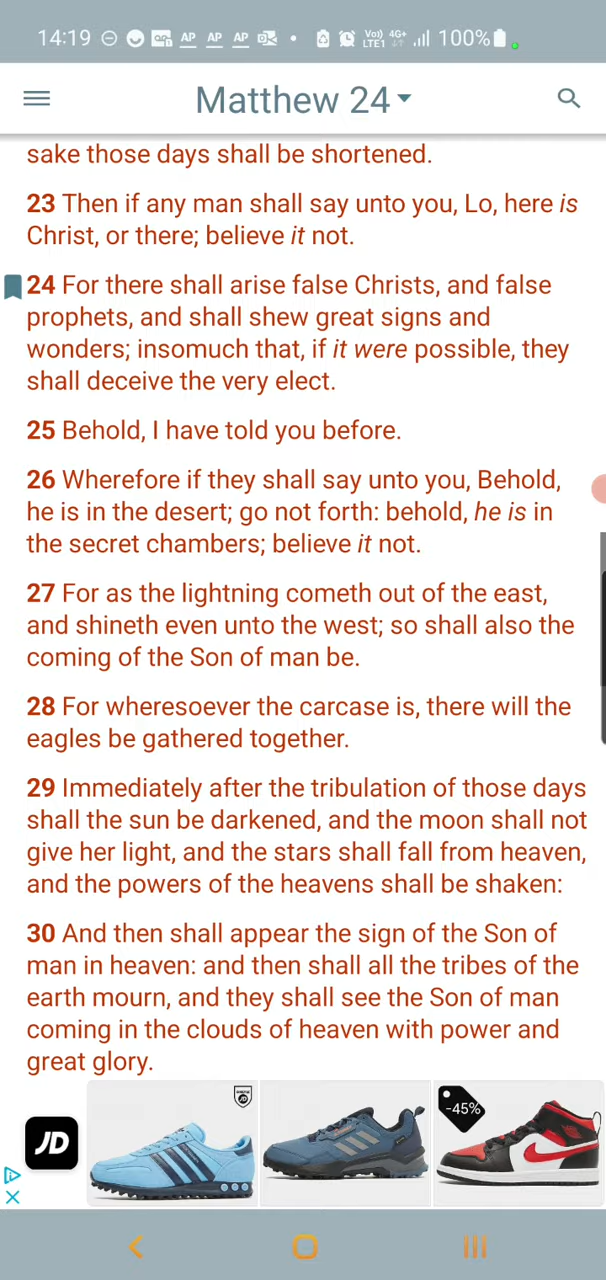 14:19 AP AP AP Vo) 4G+ LTE1 100%
Matthew 24
sake those days shall be shortened.
23 Then if any man shall say unto you, Lo, here is
Christ, or there; believe it not.
24 For there shall arise false Christs, and false
prophets, and shall shew great signs and
wonders; insomuch that, if it were possible, they
shall deceive the very elect.
25 Behold, I have told you before.
26 Wherefore if they shall say unto you, Behold,
he is in the desert; go not forth: behold, he is in
the secret chambers; believe it not.
27 For as the lightning cometh out of the east,
and shineth even unto the west; so shall also the
coming of the Son of man be.
28 For wheresoever the carcase is, there will the
eagles be gathered together.
29 Immediately after the tribulation of those days
shall the sun be darkened, and the moon shall not
give her light, and the stars shall fall from heaven,
and the powers of the heavens shall be shaken:
30 And then shall appear the sign of the Son of
man in heaven: and then shall all the tribes of the
earth mourn, and they shall see the Son of man
coming in the clouds of heaven with power and
great glory.
JD
-45%